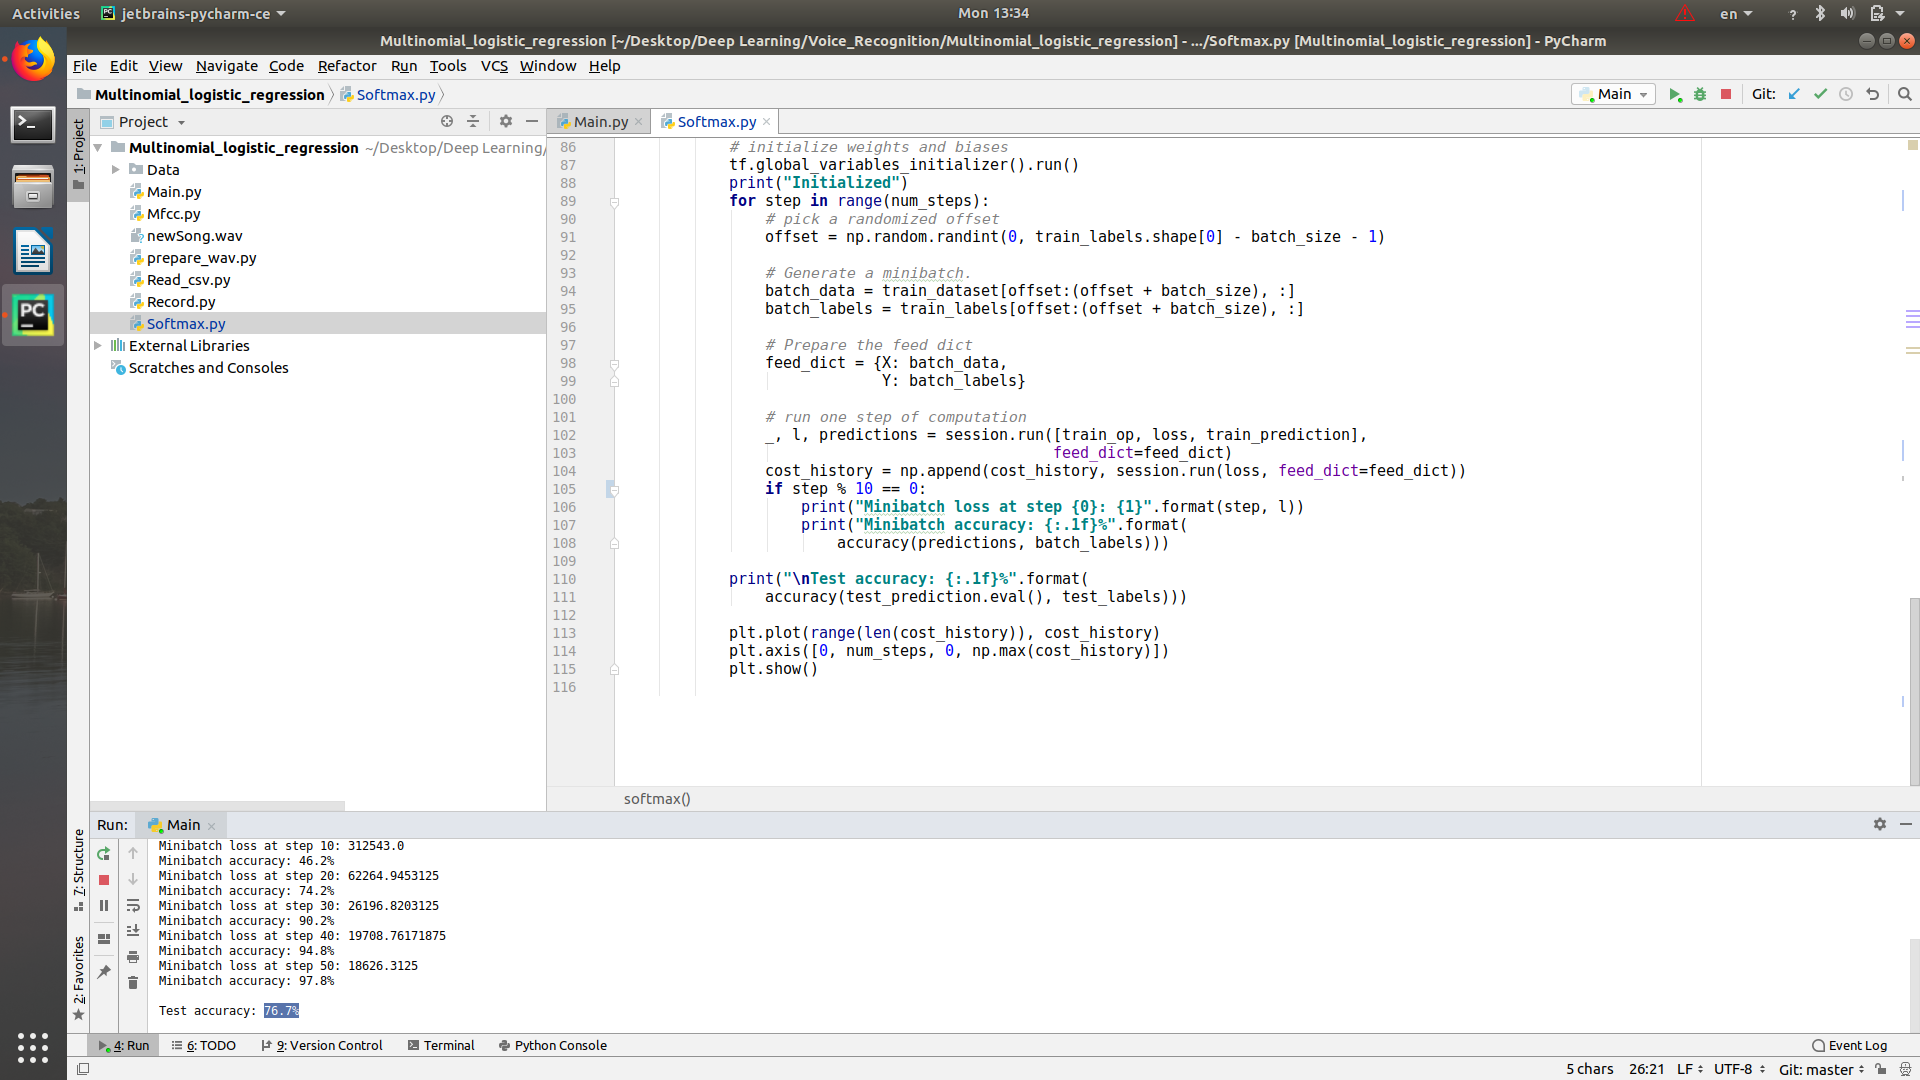 Activities
jetbrains-pycharm-ce
Mon 13:34
en
?
Multinomial_logistic_regression [~/Desktop/Deep Learning/Voice_Recognition/Multinomial_logistic_regression] - .../Softmax.py [Multinomial_logistic_regression] - PyCharm
File Edit View Navigate Code Refactor Run Tools VCS Window Help
Multinomial_logistic_regression
Softmax.py
Main
Git:
Project
Main.py
Softmax.py
1: Project
Multinomial_logistic_regression ~/Desktop/Deep Learning/
Data
Main.py
Mfcc.py
newSong.wav
prepare_wav.py
Read_csv.py
Record.py
Softmax.py
External Libraries
Scratches and Consoles
PC
86 # initialize weights and biases
87 tf.global_variables_initializer().run()
88 print("Initialized")
89 for step in range(num_steps):
90 # pick a randomized offset
91 offset = np.random.randint(0, train_labels.shape[0] - batch_size - 1)
92
93 # Generate a minibatch.
94 batch_data = train_dataset[offset:(offset + batch_size), :]
95 batch_labels = train_labels[offset:(offset + batch_size), :]
96
97 # Prepare the feed dict
98 feed_dict = {X: batch_data,
99 Y: batch_labels}
100
101 # run one step of computation
102 _, l, predictions = session.run([train_op, loss, train_prediction],
103 feed_dict=feed_dict)
104 cost_history = np.append(cost_history, session.run(loss, feed_dict=feed_dict))
105 if step % 10 == 0:
106 print("Minibatch loss at step {0}: {1}".format(step, l))
107 print("Minibatch accuracy: {:.1f}%".format(
108 accuracy(predictions, batch_labels)))
109
110 print("\nTest accuracy: {:.1f}%".format(
111 accuracy(test_prediction.eval(), test_labels)))
112
113 plt.plot(range(len(cost_history)), cost_history)
114 plt.axis([0, num_steps, 0, np.max(cost_history)])
115 plt.show()
116
softmax()
Run: Main
7: Structure
2: Favorites
Minibatch loss at step 10: 312543.0
Minibatch accuracy: 46.2%
Minibatch loss at step 20: 62264.9453125
Minibatch accuracy: 74.2%
Minibatch loss at step 30: 26196.8203125
Minibatch accuracy: 90.2%
Minibatch loss at step 40: 19708.76171875
Minibatch accuracy: 94.8%
Minibatch loss at step 50: 18626.3125
Minibatch accuracy: 97.8%
Test accuracy: 76.7%
4: Run
6: TODO
9: Version Control
Terminal
Python Console
Event Log
5 chars 26:21 LF UTF-8 Git: master